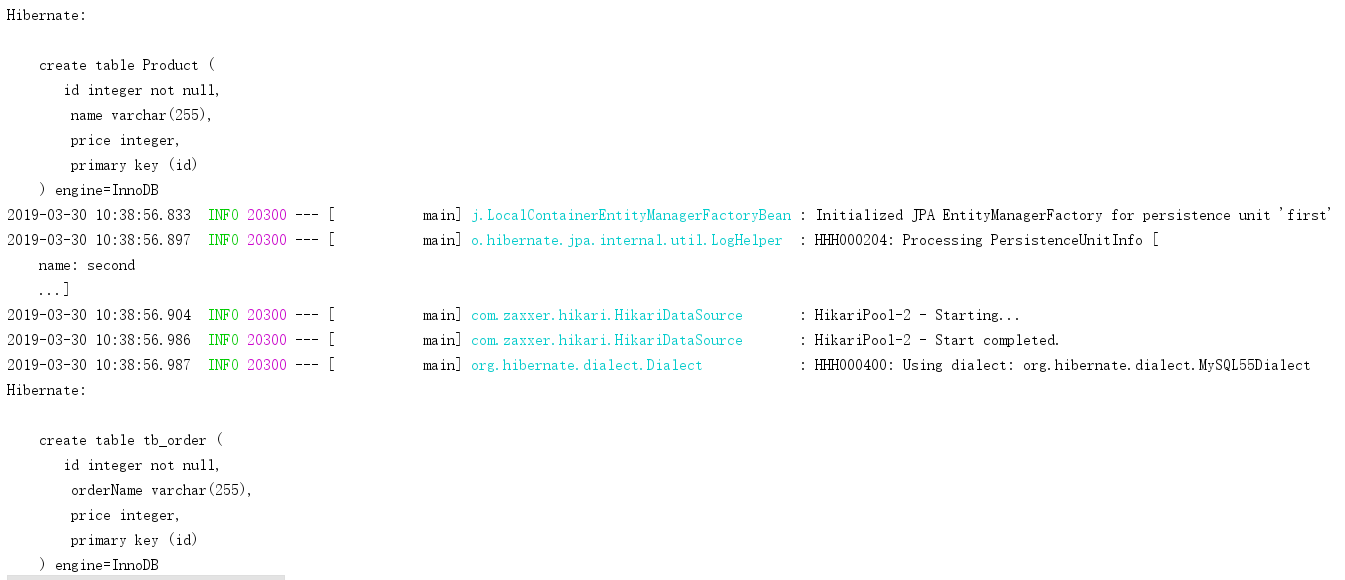 Hibernate:
    create table Product (
       id integer not null,
        name varchar(255),
        price integer,
        primary key (id)
    ) engine=InnoDB
2019-03-30 10:38:56.833  INFO 20300 --- [           main] j.LocalContainerEntityManagerFactoryBean : Initialized JPA EntityManagerFactory for persistence unit 'first'
2019-03-30 10:38:56.897  INFO 20300 --- [           main] o.hibernate.jpa.internal.util.LogHelper  : HHH000204: Processing PersistenceUnitInfo [
    name: second
    ...]
2019-03-30 10:38:56.904  INFO 20300 --- [           main] com.zaxxer.hikari.HikariDataSource       : HikariPool-2 - Starting...
2019-03-30 10:38:56.986  INFO 20300 --- [           main] com.zaxxer.hikari.HikariDataSource       : HikariPool-2 - Start completed.
2019-03-30 10:38:56.987  INFO 20300 --- [           main] org.hibernate.dialect.Dialect            : HHH000400: Using dialect: org.hibernate.dialect.MySQL55Dialect
Hibernate:
    create table tb_order (
       id integer not null,
        orderName varchar(255),
        price integer,
        primary key (id)
    ) engine=InnoDB